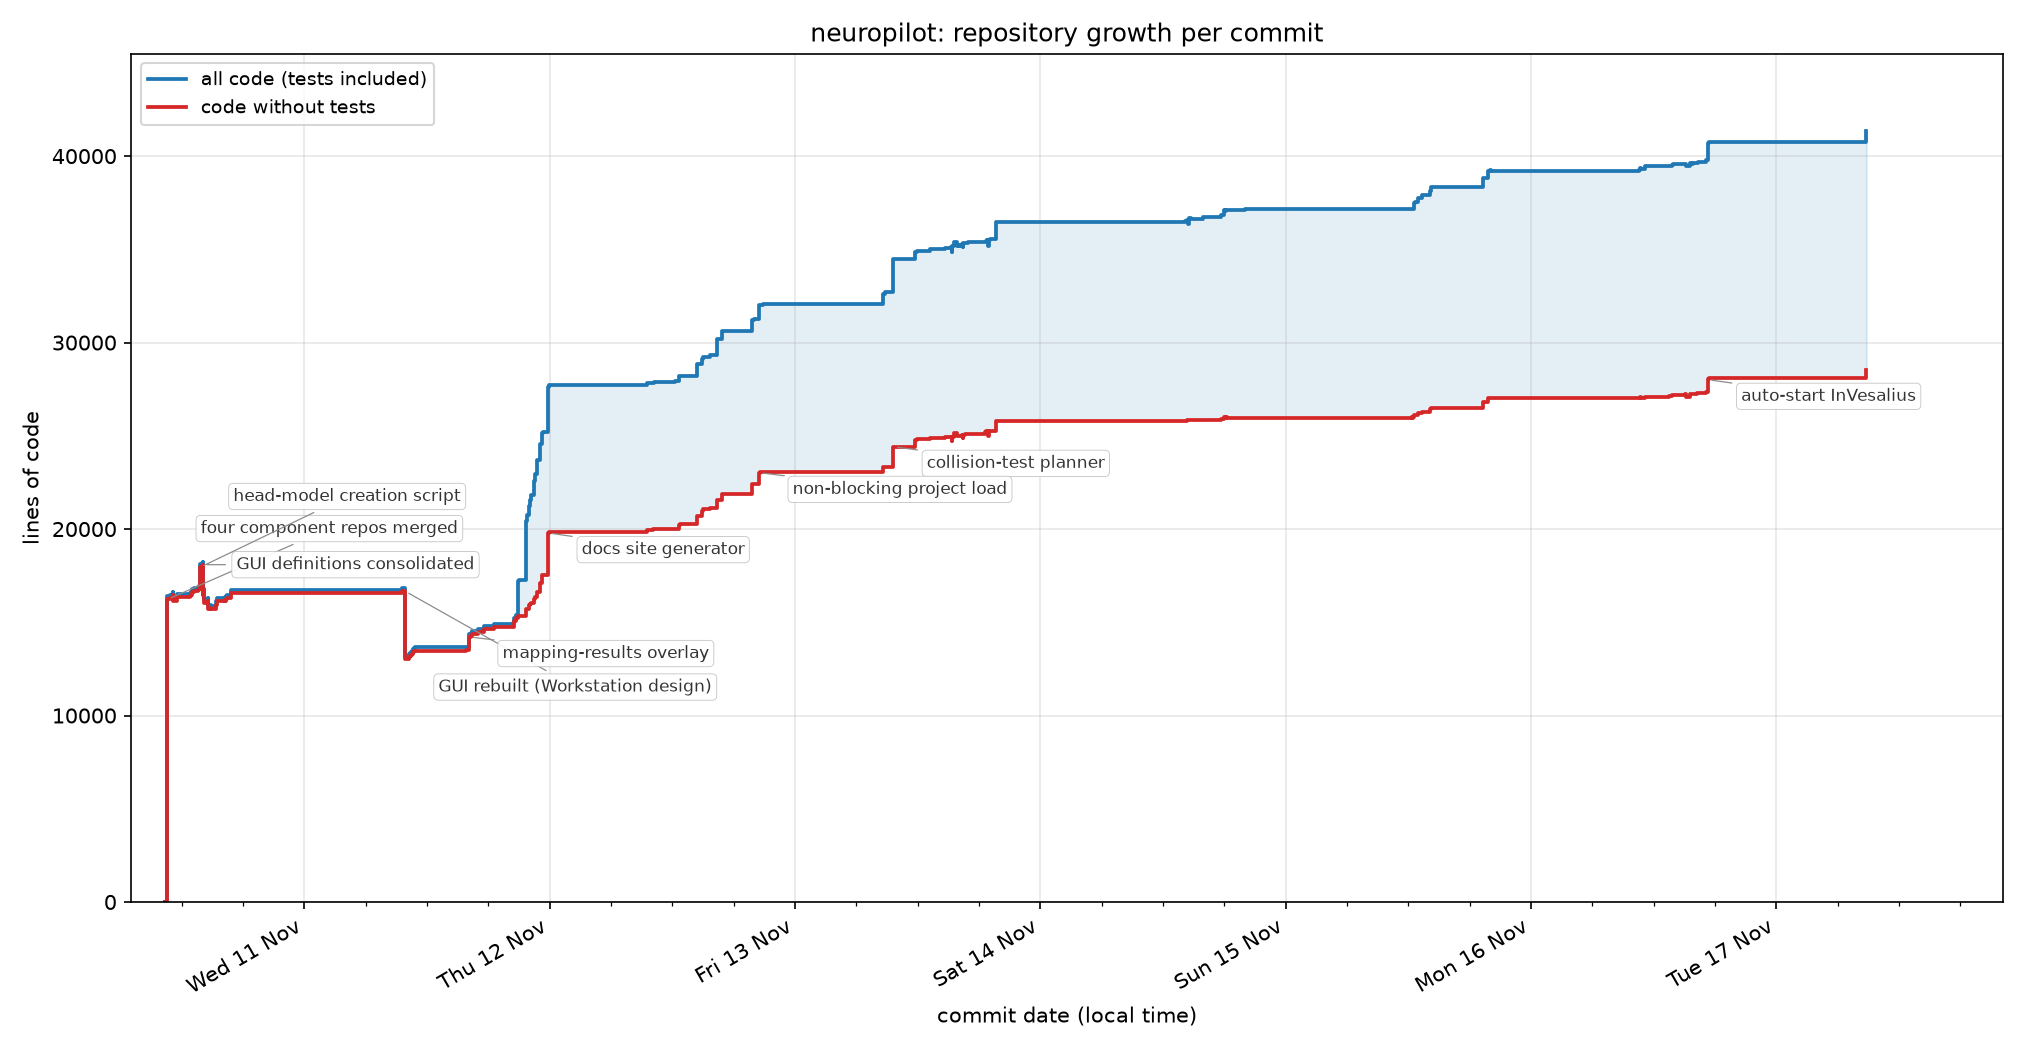 neuropilot: repository growth per commit
all code (tests included)
code without tests
lines of code
40000
30000
20000
10000
0
head-model creation script
four component repos merged
GUI definitions consolidated
mapping-results overlay
GUI rebuilt (Workstation design)
docs site generator
non-blocking project load
collision-test planner
auto-start InVesalius
Wed 11 Nov
Thu 12 Nov
Fri 13 Nov
Sat 14 Nov
Sun 15 Nov
Mon 16 Nov
Tue 17 Nov
commit date (local time)